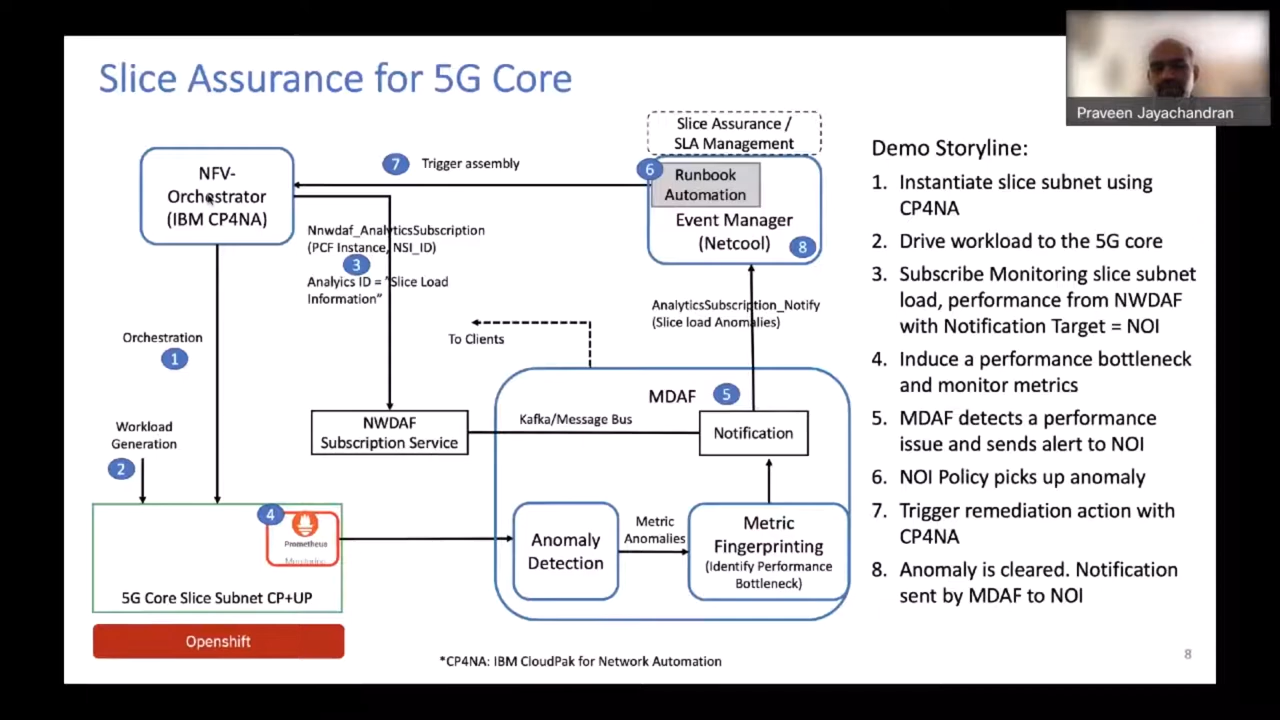 Slice Assurance for 5G Core
Praveen Jayachandran
Slice Assurance /
SLA Management
NFV-
Orchestrator
(IBM CP4NA)
7
Trigger assembly
6
Runbook
Automation
Event Manager
(Netcool)
8
Nnwdaf_AnalyticsSubscription
(PCF Instance, NSI_ID)
3
Analyics ID = "Slice Load
Information"
AnalyticsSubscription_Notify
(Slice load Anomalies)
To Clients
Orchestration
1
MDAF
5
NWDAF
Subscription Service
Kafka/Message Bus
Notification
Workload
Generation
2
4
Prometheus
Monitoring
Anomaly
Detection
Metric
Anomalies
Metric
Fingerprinting
(Identify Performance
Bottleneck)
5G Core Slice Subnet CP+UP
Openshift
*CP4NA: IBM CloudPak for Network Automation
Demo Storyline:
1. Instantiate slice subnet using
CP4NA
2. Drive workload to the 5G core
3. Subscribe Monitoring slice subnet
load, performance from NWDAF
with Notification Target = NOI
4. Induce a performance bottleneck
and monitor metrics
5. MDAF detects a performance
issue and sends alert to NOI
6. NOI Policy picks up anomaly
7. Trigger remediation action with
CP4NA
8. Anomaly is cleared. Notification
sent by MDAF to NOI
8